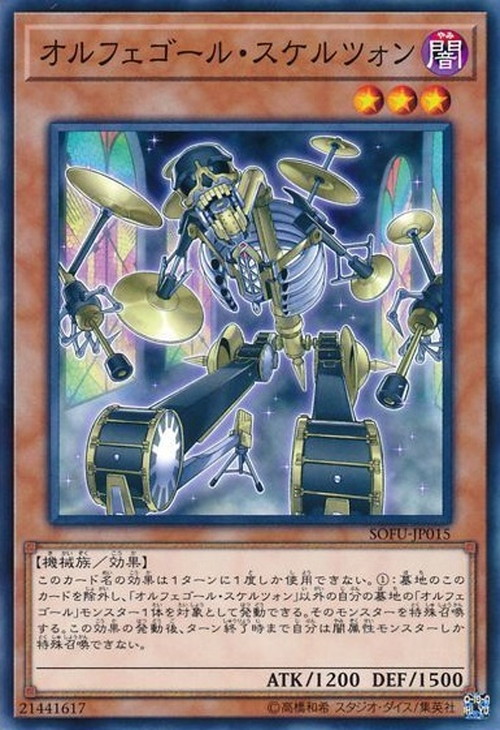 オルフェゴール・スケルツォン
闇
SOFU-JP015
【機械族／効果】
このカード名の効果は１ターンに１度しか使用できない。①：墓地のこの
カードを除外し、「オルフェゴール・スケルツォン」以外の自分の墓地の「オルフェ
ゴール」モンスター１体を対象として発動できる。そのモンスターを特殊召喚
する。この効果の発動後、ターン終了時まで自分は闇属性モンスターしか
特殊召喚できない。
ATK/1200 DEF/1500
21441617
©高橋和希 スタジオ・ダイス/集英社